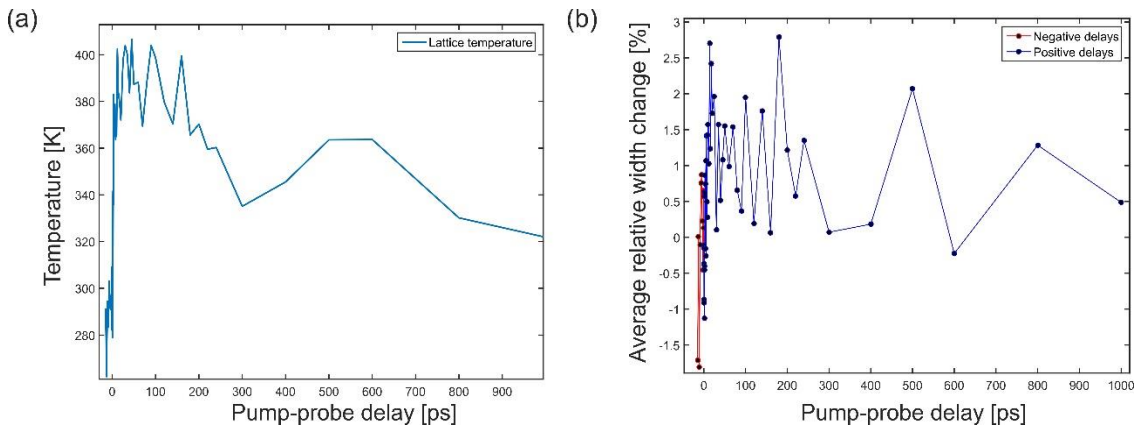 (a)
Temperature [K]
400
380
360
340
320
300
280
Lattice temperature
0 100 200 300 400 500 600 700 800 900
Pump-probe delay [ps]
(b)
Average relative width change [%]
3
2.5
2
1.5
1
0.5
0
-0.5
-1
-1.5
Negative delays
Positive delays
0 100 200 300 400 500 600 700 800 900 1000
Pump-probe delay [ps]